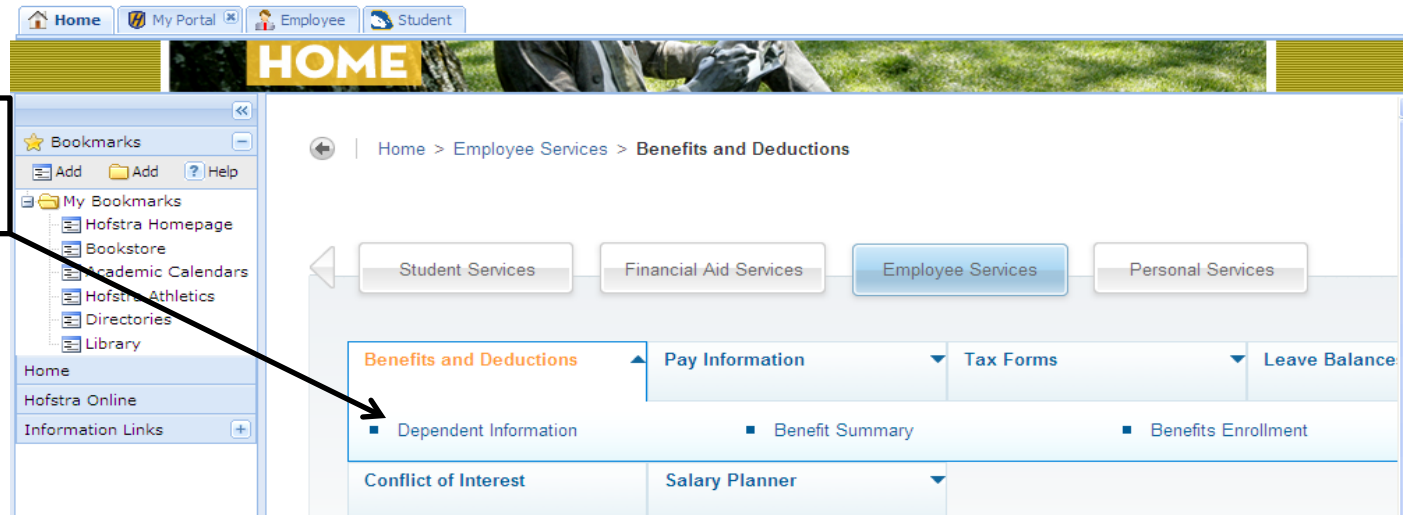 Home My Portal Employee Student
HOME
Bookmarks
Add Add ? Help
My Bookmarks
Hofstra Homepage
Bookstore
Academic Calendars
Hofstra Athletics
Directories
Library
Home
Hofstra Online
Information Links
Home > Employee Services > Benefits and Deductions
Student Services Financial Aid Services Employee Services Personal Services
Benefits and Deductions Pay Information Tax Forms Leave Balance
Dependent Information Benefit Summary Benefits Enrollment
Conflict of Interest Salary Planner